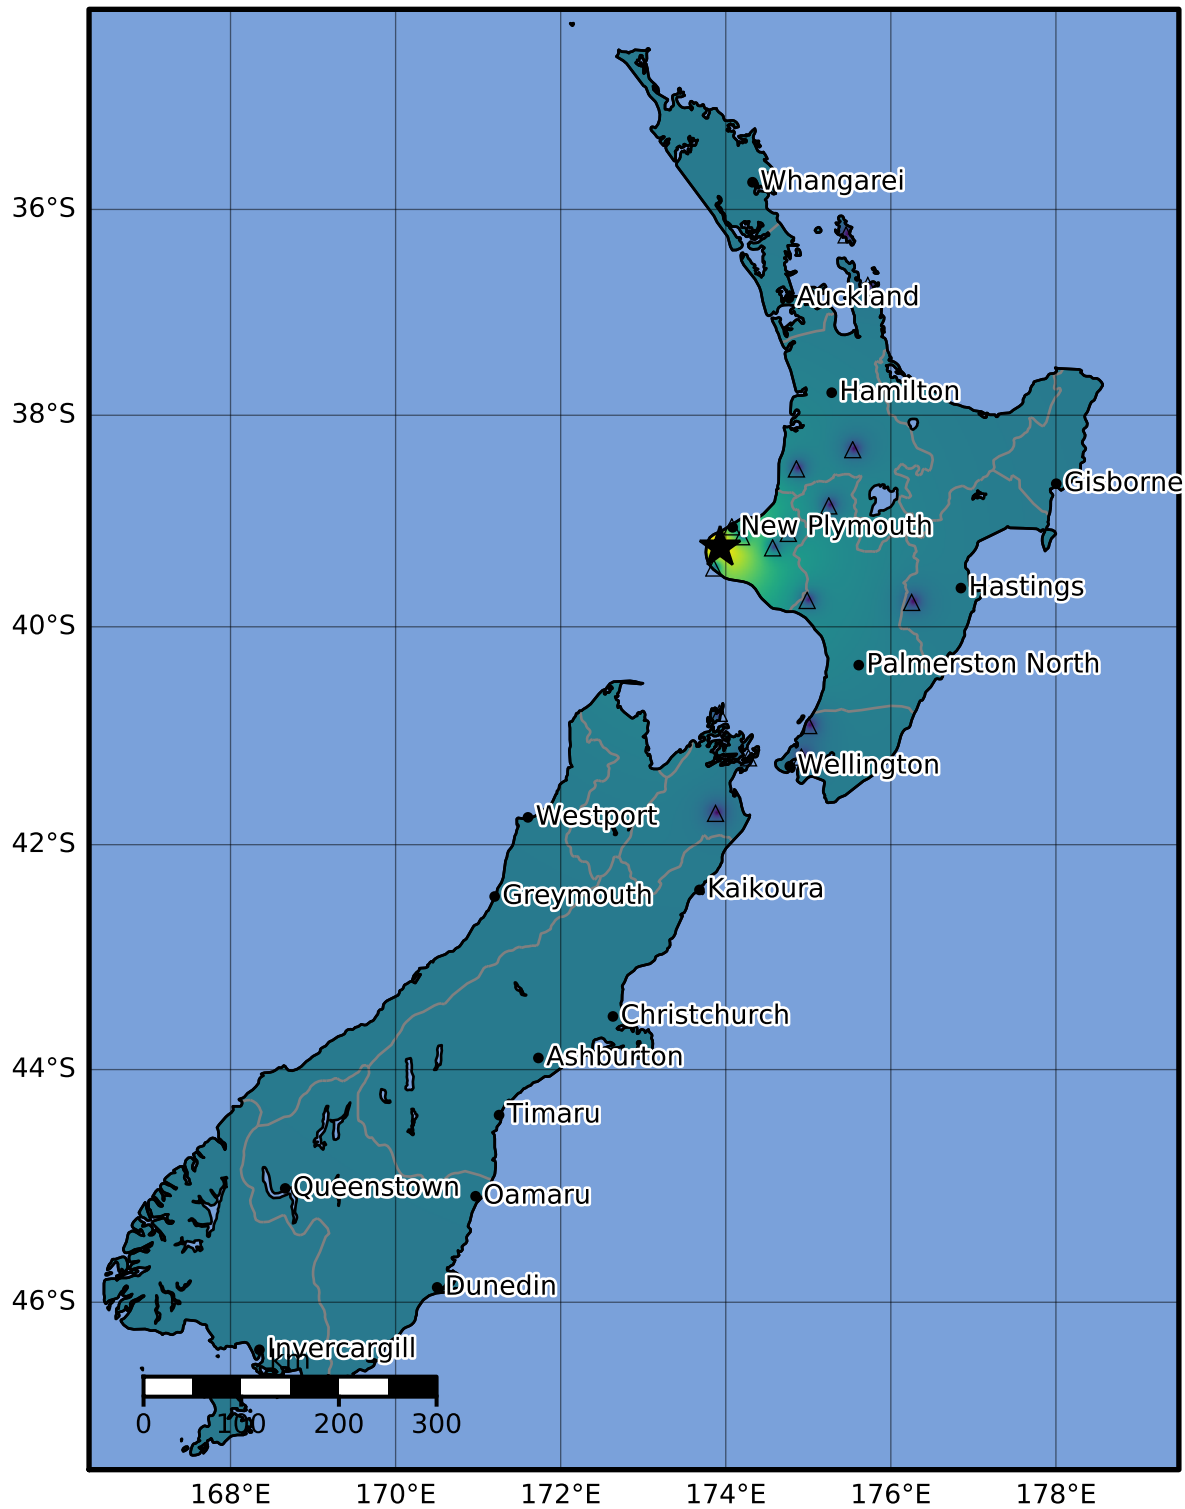 Whangarei
36°S
Auckland
Hamilton
38°S
Gisborne
New Plymouth
Hastings
40°S
Palmerston North
Wellington
Westport
42°S
Kaikoura
Greymouth
Christchurch
Ashburton
44°S
Timaru
Queenstown
Oamaru
Dunedin
46°S
Invercargill
km
0 100 200 300
168°E 170°E 172°E 174°E 176°E 178°E